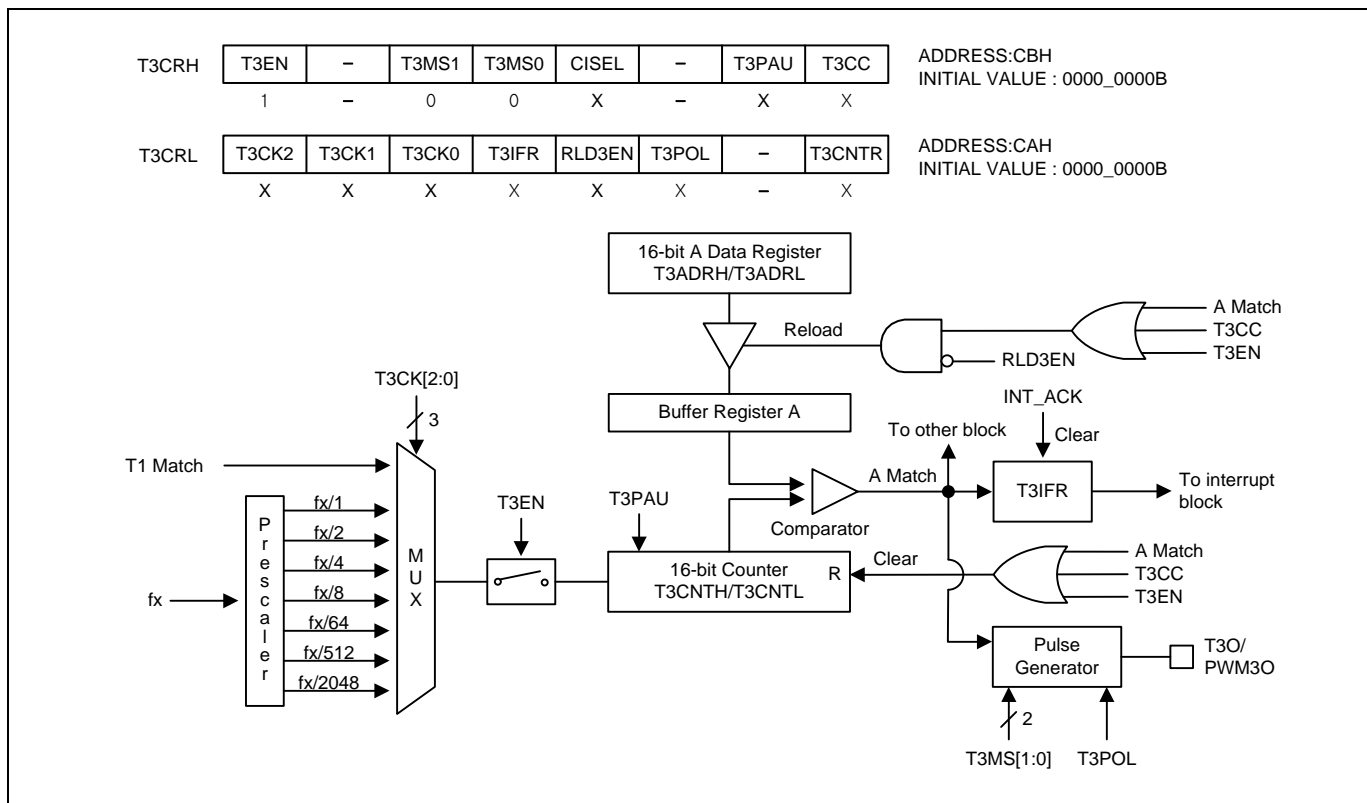 T3CRH T3EN – T3MS1 T3MS0 CISEL – T3PAU T3CC
ADDRESS:CBH
INITIAL VALUE : 0000_0000B
1 – 0 0 X – X X
T3CRL T3CK2 T3CK1 T3CK0 T3IFR RLD3EN T3POL – T3CNTR
ADDRESS:CAH
INITIAL VALUE : 0000_0000B
X X X X X X – X
16-bit A Data Register
T3ADRH/T3ADRL
Reload
A Match
T3CC
T3EN
RLD3EN
T3CK[2:0]
3
Buffer Register A
INT_ACK
To other block
Clear
T1 Match
A Match
T3IFR
To interrupt
block
Comparator
Prescaler
fx/1
fx/2
fx/4
fx/8
fx/64
fx/512
fx/2048
fx
MUX
T3EN
T3PAU
16-bit Counter
T3CNTH/T3CNTL
R
Clear
A Match
T3CC
T3EN
Pulse
Generator
T3O/
PWM3O
2
T3MS[1:0]
T3POL